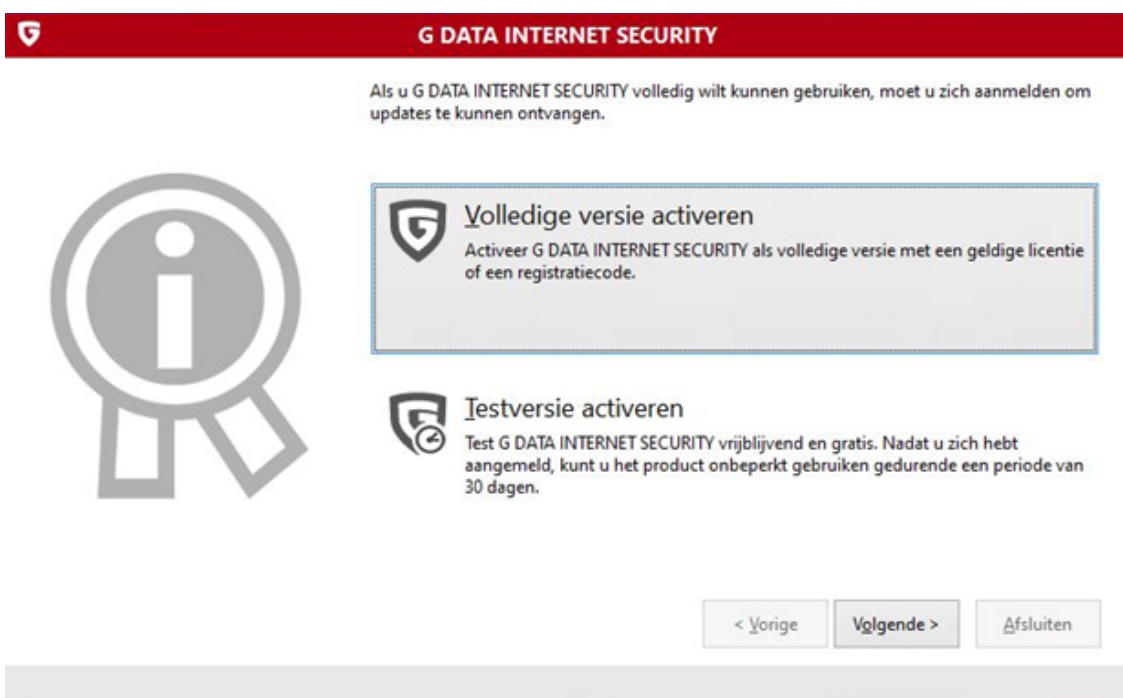 G DATA INTERNET SECURITY
Als u G DATA INTERNET SECURITY volledig wilt kunnen gebruiken, moet u zich aanmelden om
updates te kunnen ontvangen.
Volledige versie activeren
Activeer G DATA INTERNET SECURITY als volledige versie met een geldige licentie
of een registratiecode.
Testversie activeren
Test G DATA INTERNET SECURITY vrijblijvend en gratis. Nadat u zich hebt
aangemeld, kunt u het product onbeperkt gebruiken gedurende een periode van
30 dagen.
< Vorige
Volgende >
Afsluiten